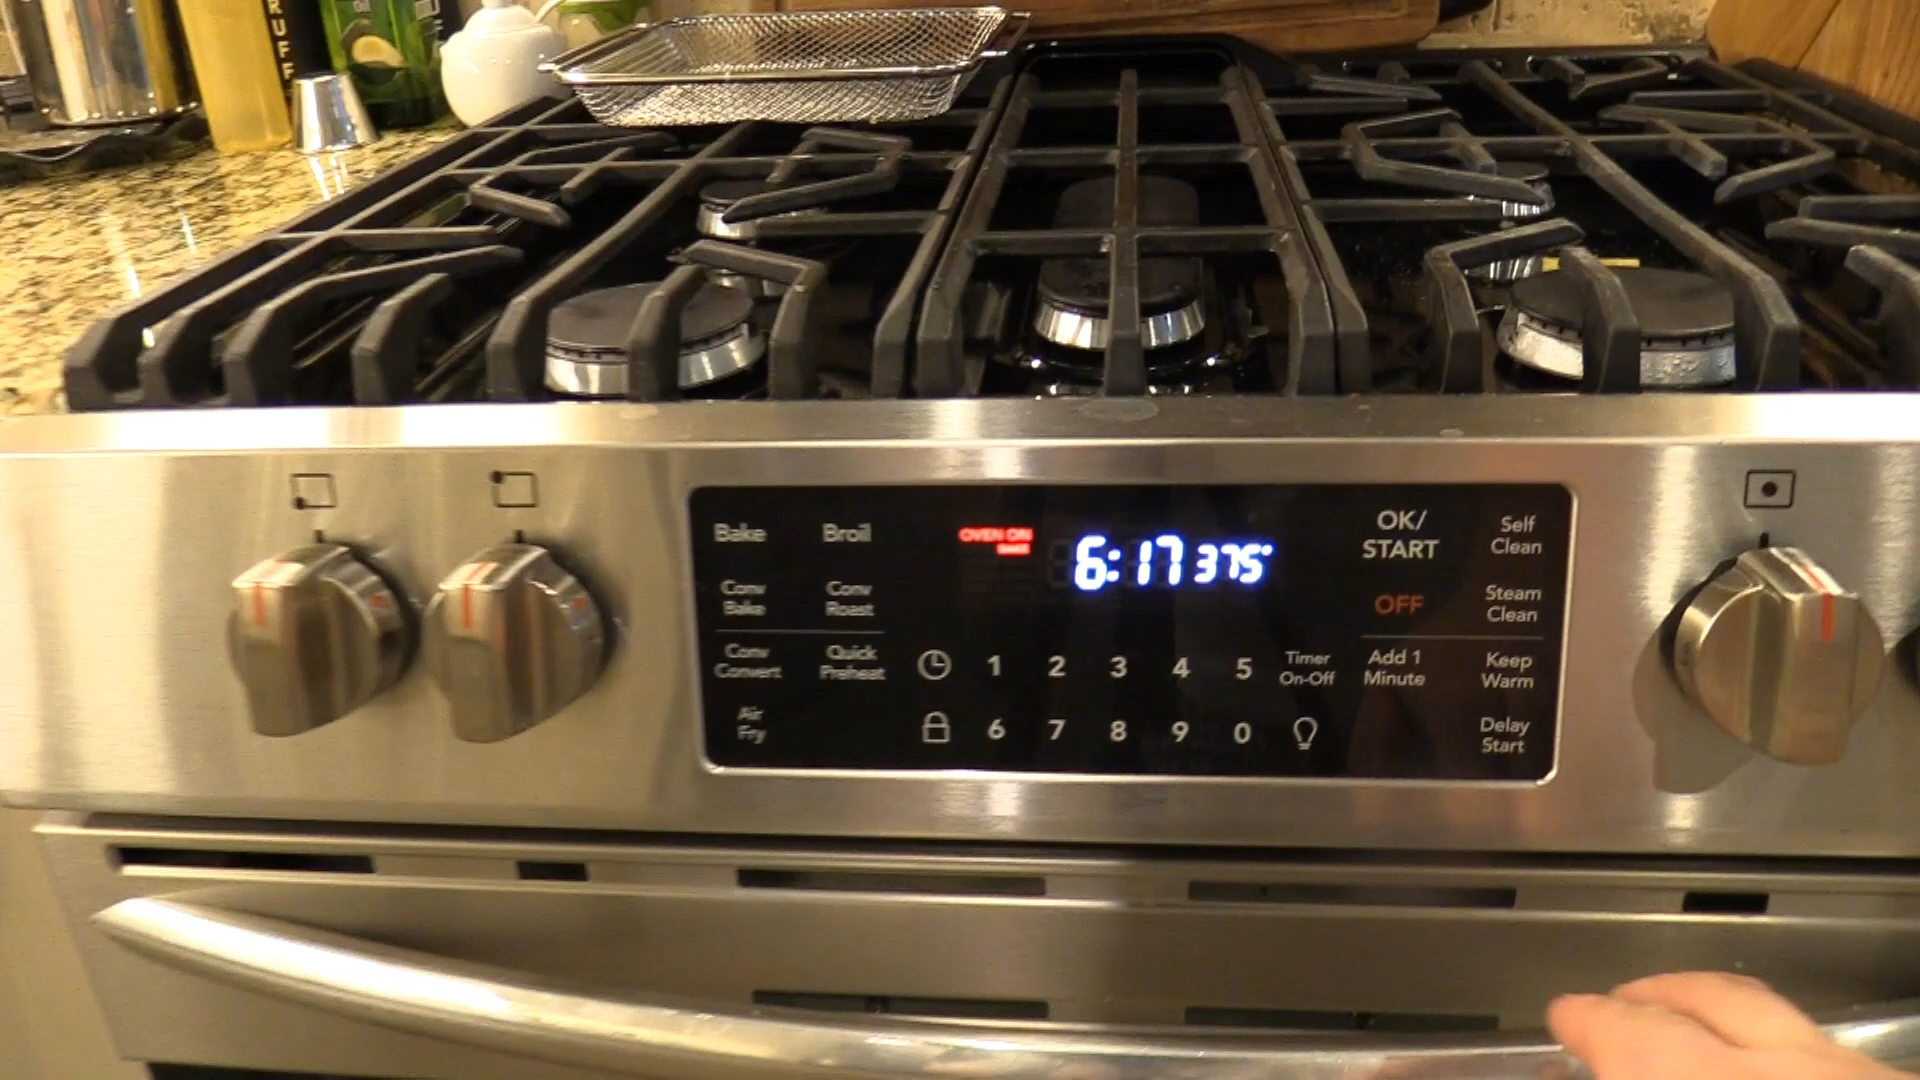 RUFF
OVEN ON
BAKE
6:17 375°
Bake
Broil
Conv
Bake
Conv
Roast
Conv
Convert
Quick
Preheat
Air
Fry
1 2 3 4 5
6 7 8 9 0
Timer
On-Off
OK/
START
OFF
Add 1
Minute
Self
Clean
Steam
Clean
Keep
Warm
Delay
Start